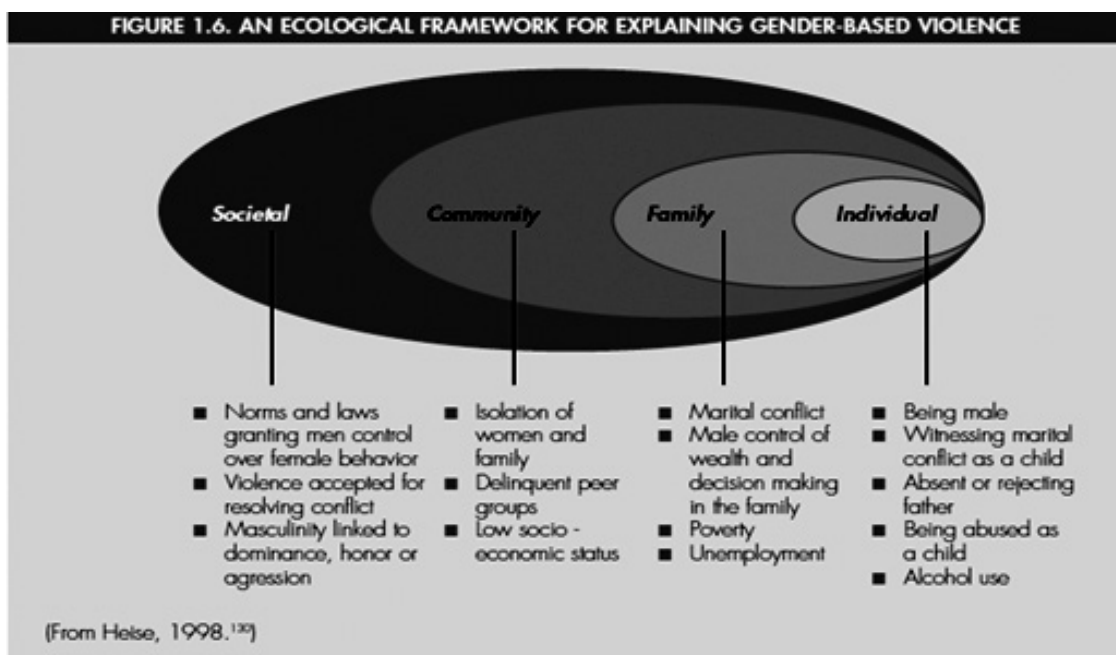 FIGURE 1.6. AN ECOLOGICAL FRAMEWORK FOR EXPLAINING GENDER-BASED VIOLENCE
Societal
Community
Family
Individual
■ Norms and laws
granting men control
over female behavior
■ Violence accepted for
resolving conflict
■ Masculinity linked to
dominance, honor or
agression
■ Isolation of
women and
family
■ Delinquent peer
groups
■ Low socio -
economic status
■ Marital conflict
■ Male control of
wealth and
decision making
in the family
■ Poverty
■ Unemployment
■ Being male
■ Witnessing marital
conflict as a child
■ Absent or rejecting
father
■ Being abused as
a child
■ Alcohol use
(From Heise, 1998.¹³⁰)